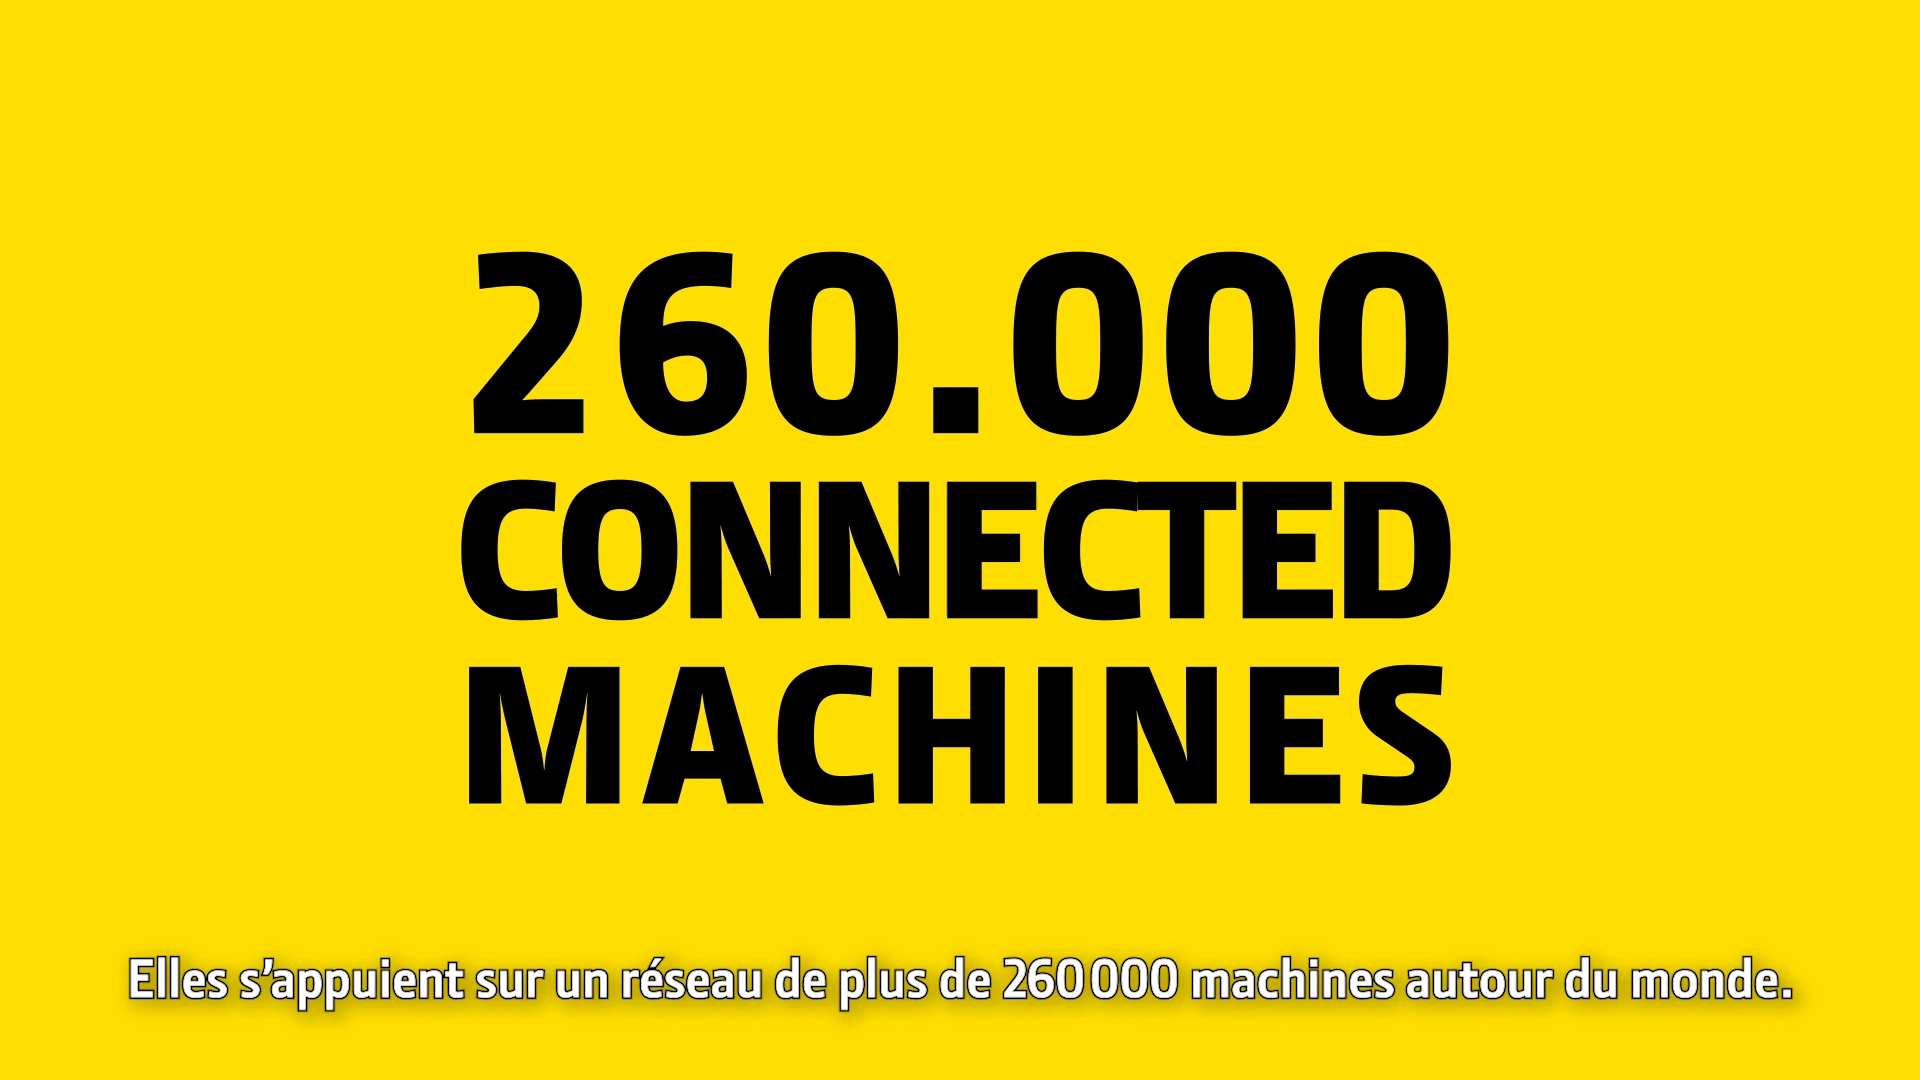 260.000
CONNECTED
MACHINES
Elles s’appuient sur un réseau de plus de 260 000 machines autour du monde.